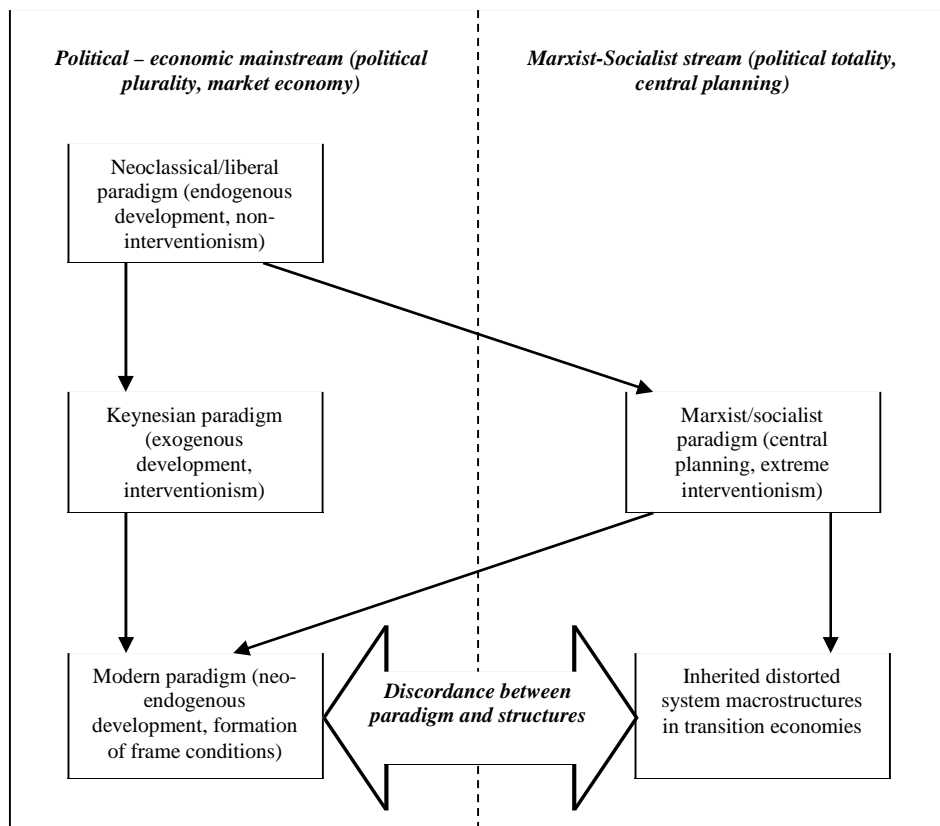 Political – economic mainstream (political
plurality, market economy)
Marxist-Socialist stream (political totality,
central planning)
Neoclassical/liberal
paradigm (endogenous
development, non-
interventionism)
Keynesian paradigm
(exogenous
development,
interventionism)
Marxist/socialist
paradigm (central
planning, extreme
interventionism)
Modern paradigm (neo-
endogenous
development, formation
of frame conditions)
Discordance between
paradigm and structures
Inherited distorted
system macrostructures
in transition economies